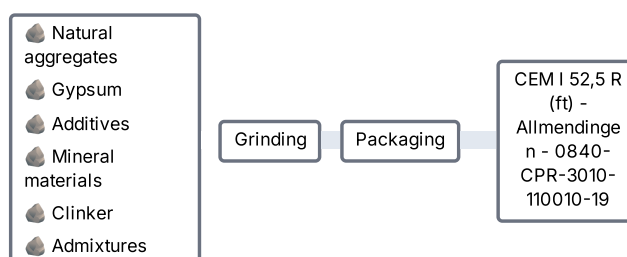 Natural
aggregates
Gypsum
Additives
Mineral
materials
Clinker
Admixtures
Grinding
Packaging
CEM I 52,5 R
(ft) -
Allmendinge
n - 0840-
CPR-3010-
110010-19